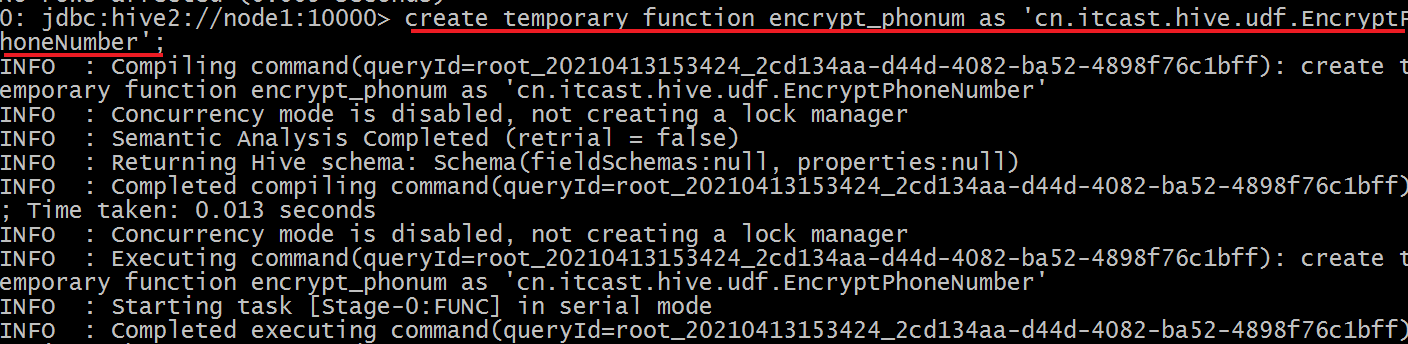 0: jdbc:hive2://node1:10000> create temporary function encrypt_phonum as 'cn.itcast.hive.udf.EncryptP
honeNumber';
INFO  : Compiling command(queryId=root_20210413153424_2cd134aa-d44d-4082-ba52-4898f76c1bff): create t
emporary function encrypt_phonum as 'cn.itcast.hive.udf.EncryptPhoneNumber'
INFO  : Concurrency mode is disabled, not creating a lock manager
INFO  : Semantic Analysis Completed (retrial = false)
INFO  : Returning Hive schema: Schema(fieldSchemas:null, properties:null)
INFO  : Completed compiling command(queryId=root_20210413153424_2cd134aa-d44d-4082-ba52-4898f76c1bff)
; Time taken: 0.013 seconds
INFO  : Concurrency mode is disabled, not creating a lock manager
INFO  : Executing command(queryId=root_20210413153424_2cd134aa-d44d-4082-ba52-4898f76c1bff): create t
emporary function encrypt_phonum as 'cn.itcast.hive.udf.EncryptPhoneNumber'
INFO  : Starting task [Stage-0:FUNC] in serial mode
INFO  : Completed executing command(queryId=root_20210413153424_2cd134aa-d44d-4082-ba52-4898f76c1bff)